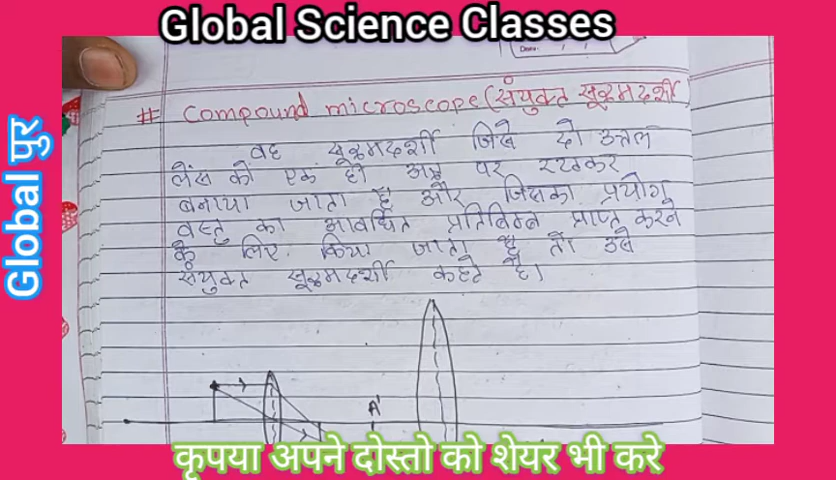 Global Science Classes
Date:
# Compound microscope (संयुक्त सूक्ष्मदर्शी)
वह सूक्ष्मदर्शी जिसे दो उत्तल
लेंस को एक ही अक्ष पर रखकर
बनाया जाता है और जिसका प्रयोग
वस्तु का आवर्धित प्रतिबिम्ब प्राप्त करने
के लिए किया जाता है तो उसे
संयुक्त सूक्ष्मदर्शी कहते है।
A'
Global पुर
कृपया अपने दोस्तो को शेयर भी करे